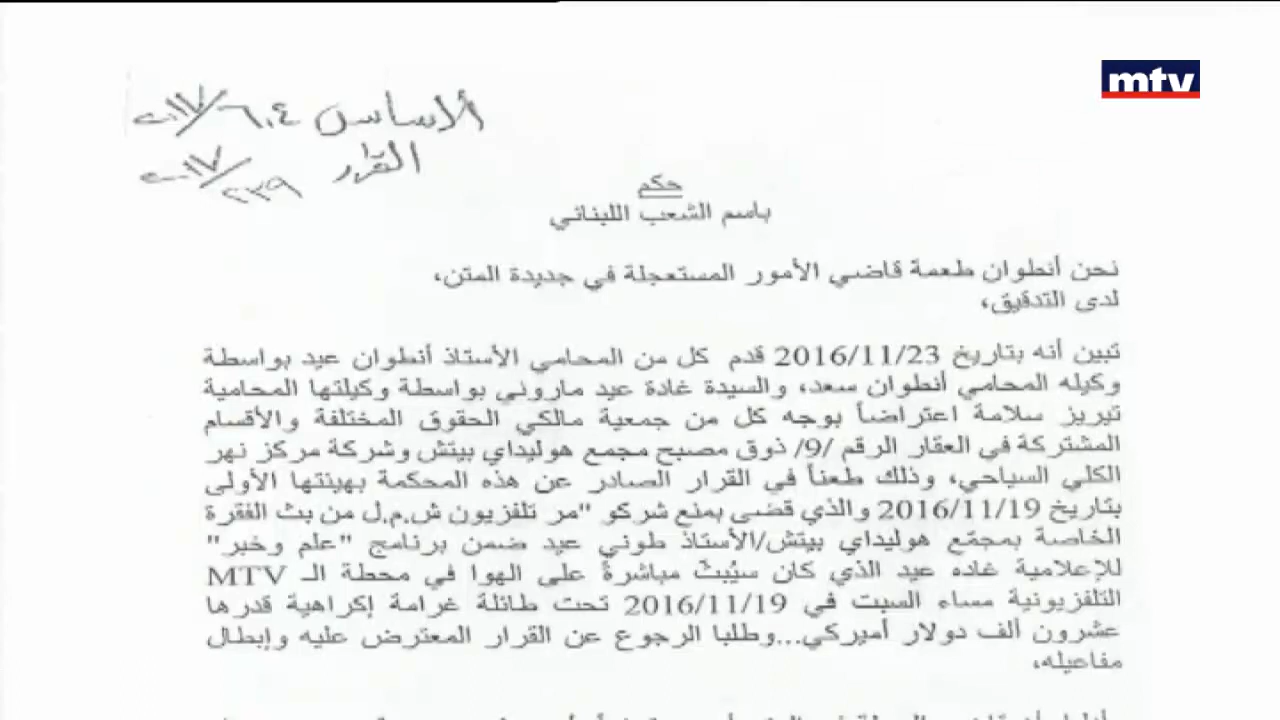 mtv
الاساس ٦٠٤/٢٠١٧
القرار ٢٣٩/٢٠١٧
حكم
باسم الشعب اللبناني
نحن أنطوان طعمة قاضي الأمور المستعجلة في جديدة المتن،
لدى التدقيق،
تبين أنه بتاريخ 2016/11/23 قدم كل من المحامي الأستاذ أنطوان عيد بواسطة
وكيله المحامي أنطوان سعد، والسيدة غادة عيد ماروني بواسطة وكيلتها المحامية
تيريز سلامة اعتراضاً بوجه كل من جمعية مالكي الحقوق المختلفة والأقسام
المشتركة في العقار الرقم /9/ ذوق مصبح مجمع هوليداي بيتش وشركة مركز نهر
الكلي السياحي، وذلك طعناً في القرار الصادر عن هذه المحكمة بهيئتها الأولى
بتاريخ 2016/11/19 والذي قضى بمنع شركو "مر تلفزيون ش.م.ل من بث الفقرة
الخاصة بمجمّع هوليداي بيتش/الأستاذ طوني عيد ضمن برنامج "علم وخبر"
للإعلامية غاده عيد الذي كان سيُبثّ مباشرةً على الهوا في محطة الـ MTV
التلفزيونية مساء السبت في 2016/11/19 تحت طائلة غرامة إكراهية قدرها
عشرون ألف دولار أميركي...وطلبا الرجوع عن القرار المعترض عليه وإبطال
مفاعيله،